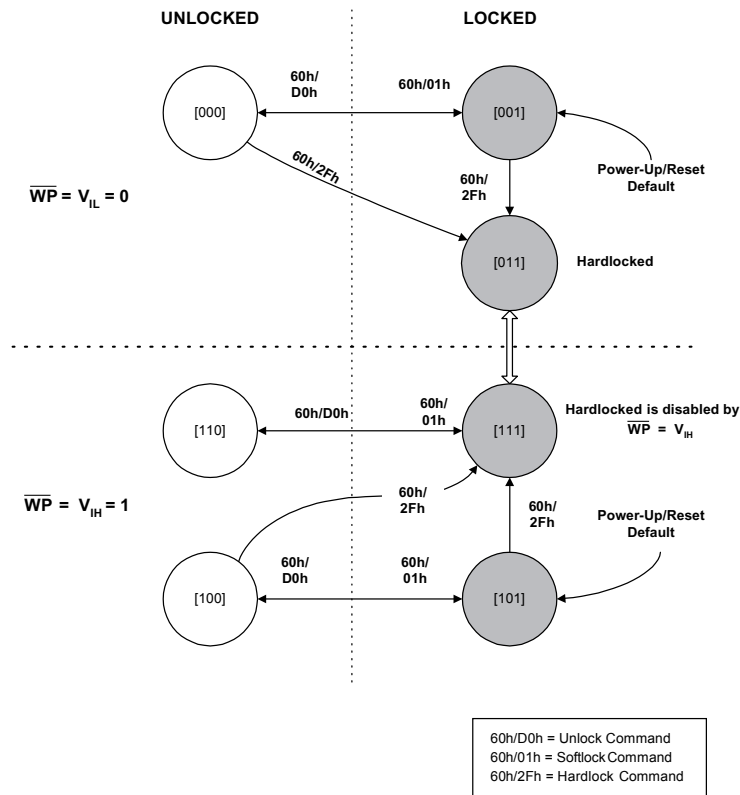 UNLOCKED
LOCKED
60h/
D0h
60h/01h
[000]
[001]
60h/2Fh
60h/
2Fh
Power-Up/Reset
Default
WP = VIL = 0
[011]
Hardlocked
60h/D0h
60h/
01h
[110]
[111]
Hardlocked is disabled by
WP = VIH
WP = VIH = 1
60h/
2Fh
60h/
2Fh
Power-Up/Reset
Default
60h/
D0h
60h/
01h
[100]
[101]
60h/D0h = Unlock Command
60h/01h = Softlock Command
60h/2Fh = Hardlock Command